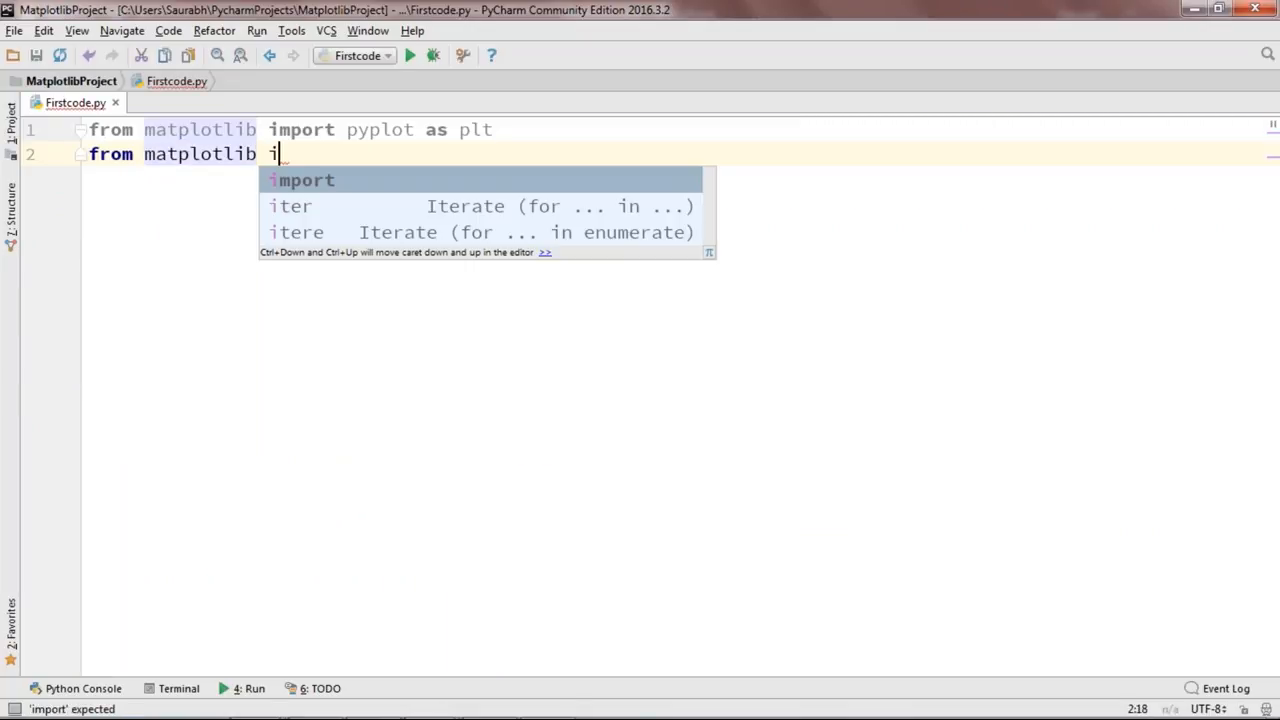 MatplotlibProject - [C:\Users\Saurabh\PycharmProjects\MatplotlibProject] - ...\Firstcode.py - PyCharm Community Edition 2016.3.2
File Edit View Navigate Code Refactor Run Tools VCS Window Help
Firstcode
MatplotlibProject Firstcode.py
Firstcode.py
1: Project
Z: Structure
2: Favorites
1 from matplotlib import pyplot as plt
2 from matplotlib i
import
iter Iterate (for ... in ...)
itere Iterate (for ... in enumerate)
Ctrl+Down and Ctrl+Up will move caret down and up in the editor >> π
Python Console Terminal 4: Run 6: TODO Event Log
'import' expected 2:18 n/a UTF-8